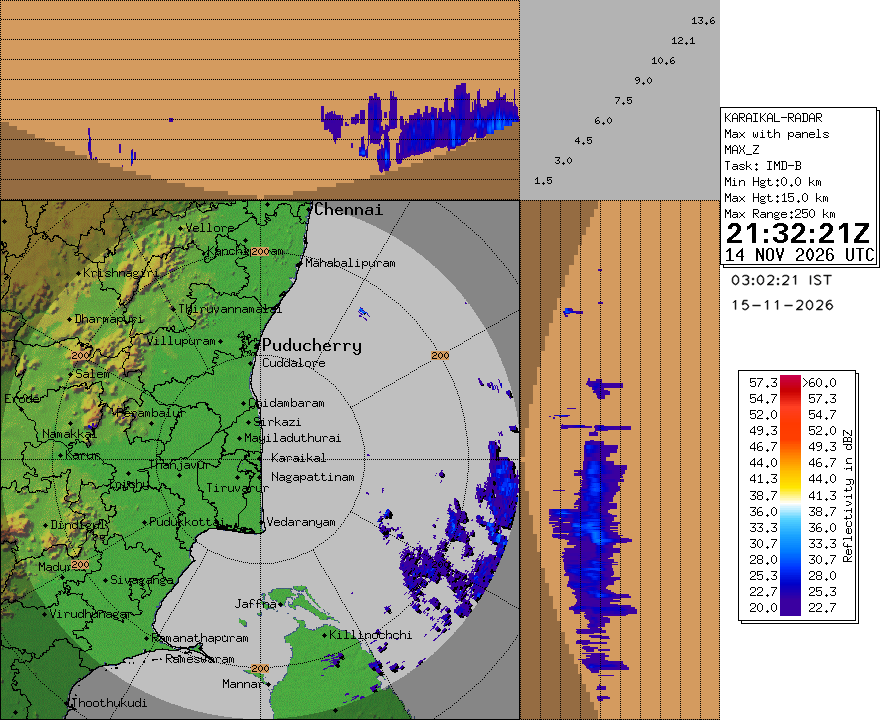 13.6
12.1
10.6
9.0
7.5
6.0
4.5
3.0
1.5
KARAIKAL-RADAR
Max with panels
MAX_Z
Task: IMD-B
Min Hgt:0.0 km
Max Hgt:15.0 km
Max Range:250 km
21:32:21Z
14 NOV 2026 UTC
03:02:21 IST
15-11-2026
Chennai
Vellore
200
Mahabalipuram
Krishnagiri
Thiruvannamalai
Dharmapuri
Villupuram
Puducherry
200
200
Cuddalore
Salem
Erode
Chidambaram
Perambalur
Sirkazi
Namakkal
Mayiladuthurai
Karur
Karaikal
Thanjavur
Nagapattinam
Tiruvarur
Dindigul
Pudukkottai
Vedaranyam
200
Madurai
Sivaganga
Jaffna
Virudhunagar
Killinochchi
Ramanathapuram
Rameswaram
200
Mannar
Thoothukudi
57.3 >60.0
54.7 57.3
52.0 54.7
49.3 52.0
46.7 49.3
44.0 46.7
41.3 44.0
38.7 41.3
36.0 38.7
33.3 36.0
30.7 33.3
28.0 30.7
25.3 28.0
22.7 25.3
20.0 22.7
Reflectivity in dBZ